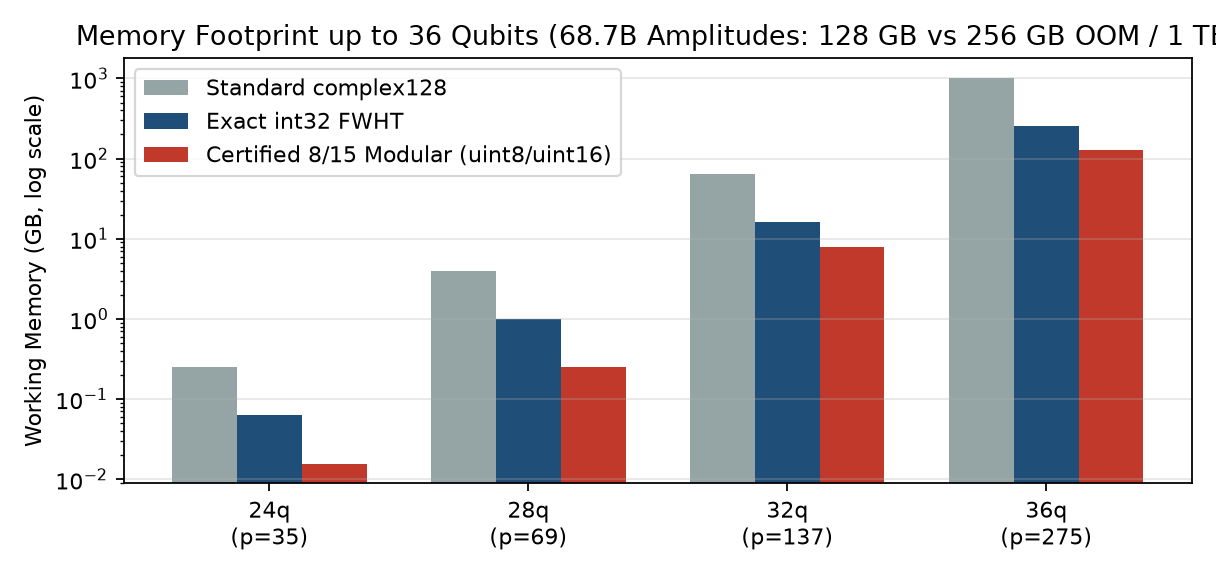 Memory Footprint up to 36 Qubits (68.7B Amplitudes: 128 GB vs 256 GB OOM / 1
Standard complex128
Exact int32 FWHT
Certified 8/15 Modular (uint8/uint16)
Working Memory (GB, log scale)
10³
10²
10¹
10⁰
10⁻¹
10⁻²
24q
(p=35)
28q
(p=69)
32q
(p=137)
36q
(p=275)